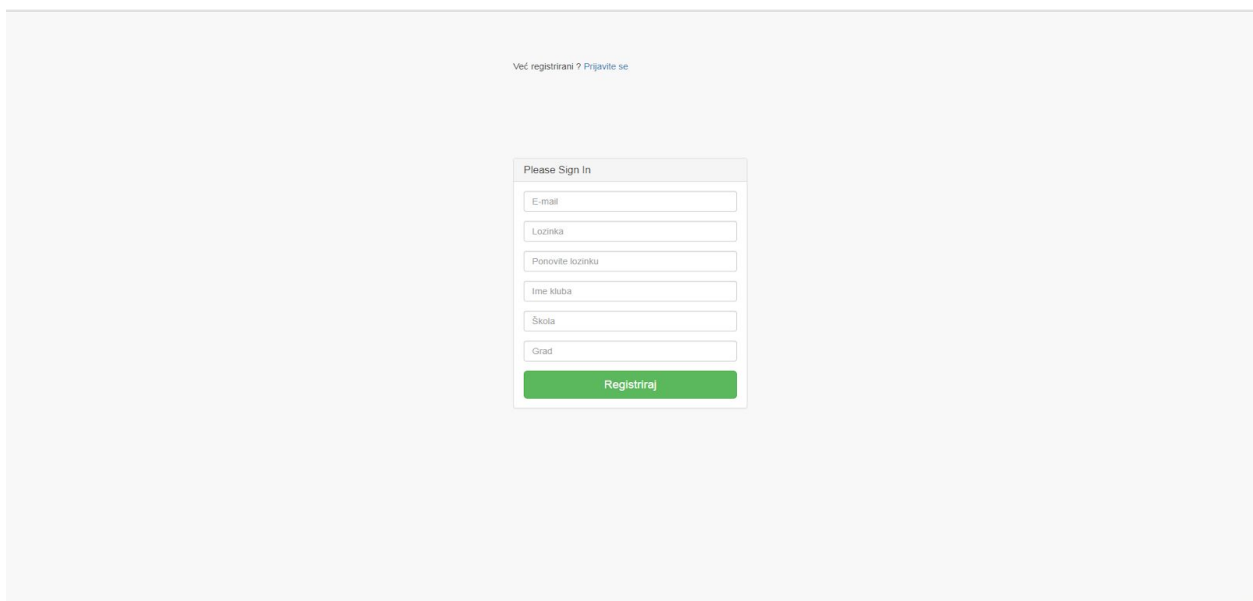 Već registrirani ? Prijavite se
Please Sign In
E-mail
Lozinka
Ponovite lozinku
Ime kluba
Škola
Grad
Registriraj